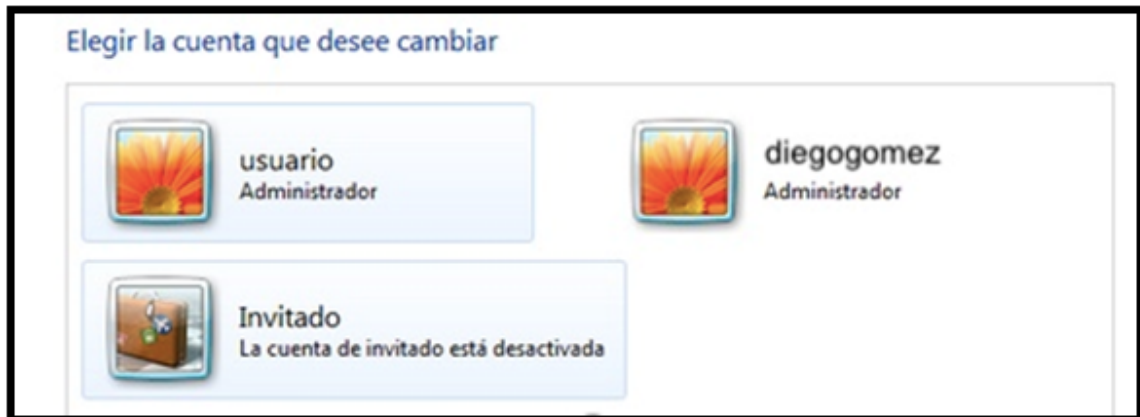 Elegir la cuenta que desee cambiar
usuario
Administrador
diegogomez
Administrador
Invitado
La cuenta de invitado está desactivada